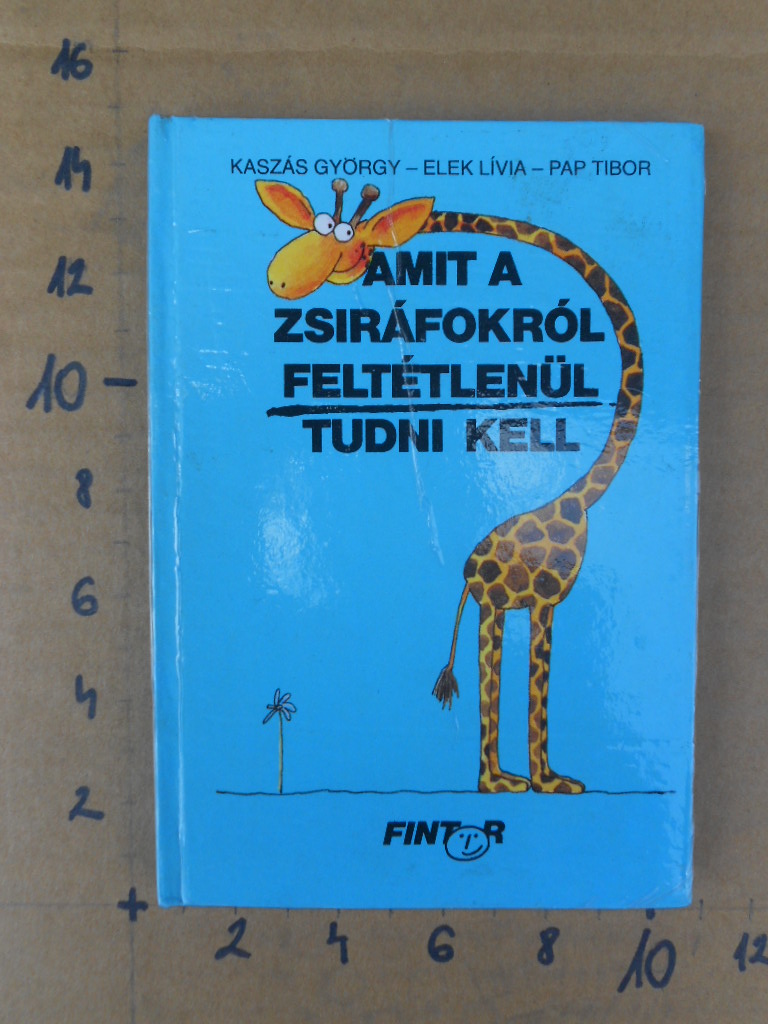 16
14
12
10
8
6
4
2
KASZÁS GYÖRGY – ELEK LÍVIA – PAP TIBOR
AMIT A
ZSIRÁFOKRÓL
FELTÉTLENÜL
TUDNI KELL
FINTOR
2 4 6 8 10 12